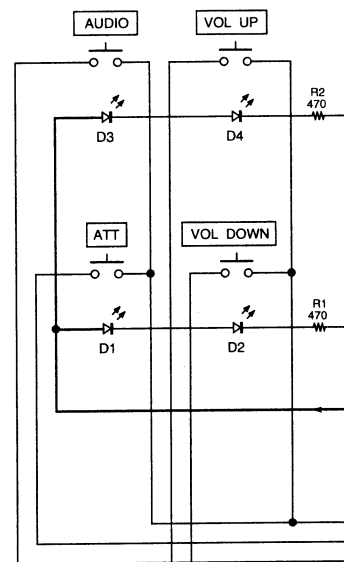 AUDIO
VOL UP
R2
470
D3
D4
ATT
VOL DOWN
R1
470
D1
D2